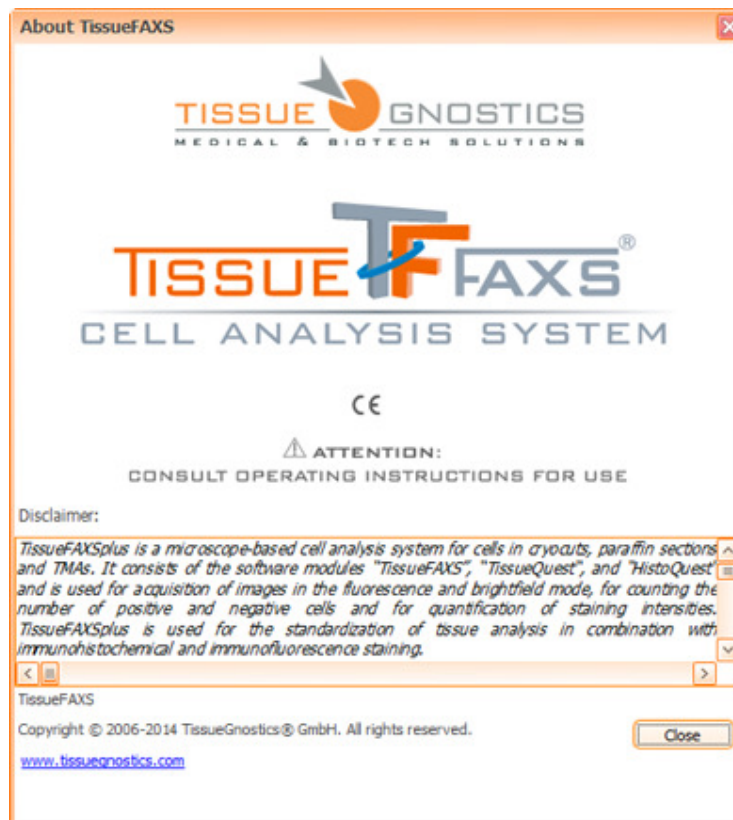 About TissueFAXS
TISSUE GNOSTICS
MEDICAL & BIOTECH SOLUTIONS
TISSUE TF FAXS®
CELL ANALYSIS SYSTEM
CE
ATTENTION:
CONSULT OPERATING INSTRUCTIONS FOR USE
Disclaimer:
TissueFAXSplus is a microscope-based cell analysis system for cells in cryocuts, paraffin sections
and TMAs. It consists of the software modules "TissueFAXS", "TissueQuest", and "HistoQuest"
and is used for acquisition of images in the fluorescence and brightfield mode, for counting the
number of positive and negative cells and for quantification of staining intensities.
TissueFAXSplus is used for the standardization of tissue analysis in combination with
immunohistochemical and immunofluorescence staining.
TissueFAXS
Copyright © 2006-2014 TissueGnostics® GmbH. All rights reserved.
Close
www.tissuegnostics.com